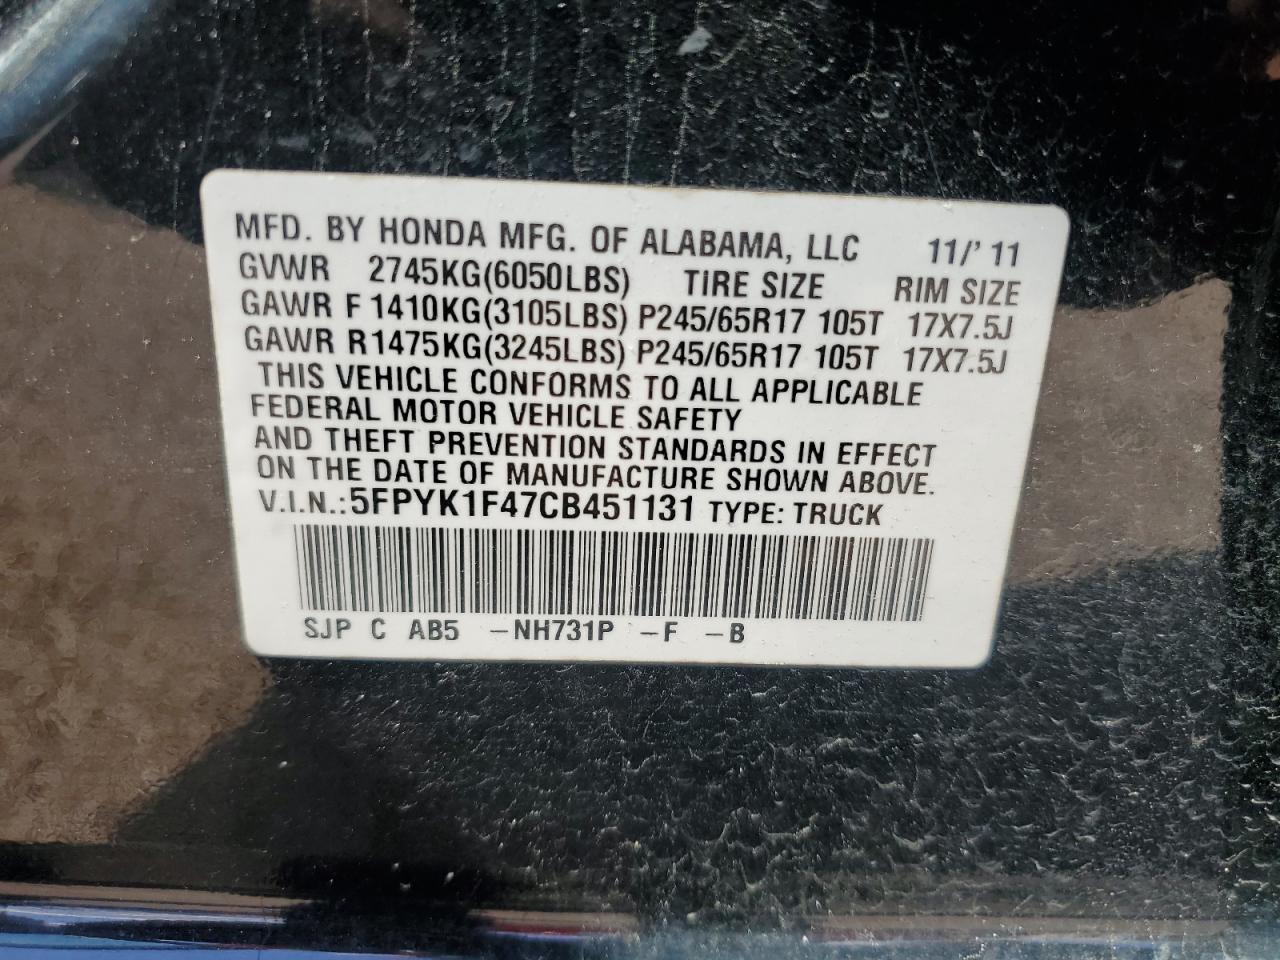 MFD. BY HONDA MFG. OF ALABAMA, LLC 11/'11
GVWR 2745KG(6050LBS) TIRE SIZE RIM SIZE
GAWR F 1410KG(3105LBS) P245/65R17 105T 17X7.5J
GAWR R1475KG(3245LBS) P245/65R17 105T 17X7.5J
THIS VEHICLE CONFORMS TO ALL APPLICABLE
FEDERAL MOTOR VEHICLE SAFETY
AND THEFT PREVENTION STANDARDS IN EFFECT
ON THE DATE OF MANUFACTURE SHOWN ABOVE.
V.I.N.:5FPYK1F47CB451131 TYPE: TRUCK
SJP C AB5 -NH731P -F -B